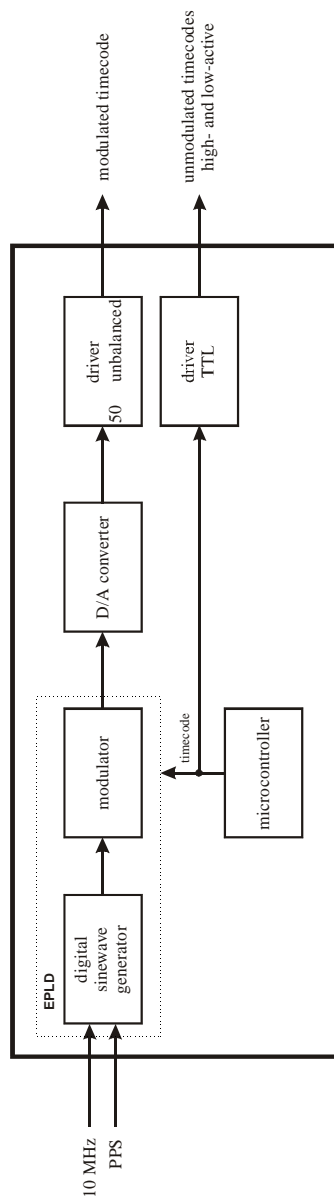 10 MHz
PPS
EPLD
digital
sinewave
generator
modulator
D/A converter
driver
unbalanced
50
modulated timecode
timecode
microcontroller
driver
TTL
unmodulated timecodes
high- and low-active